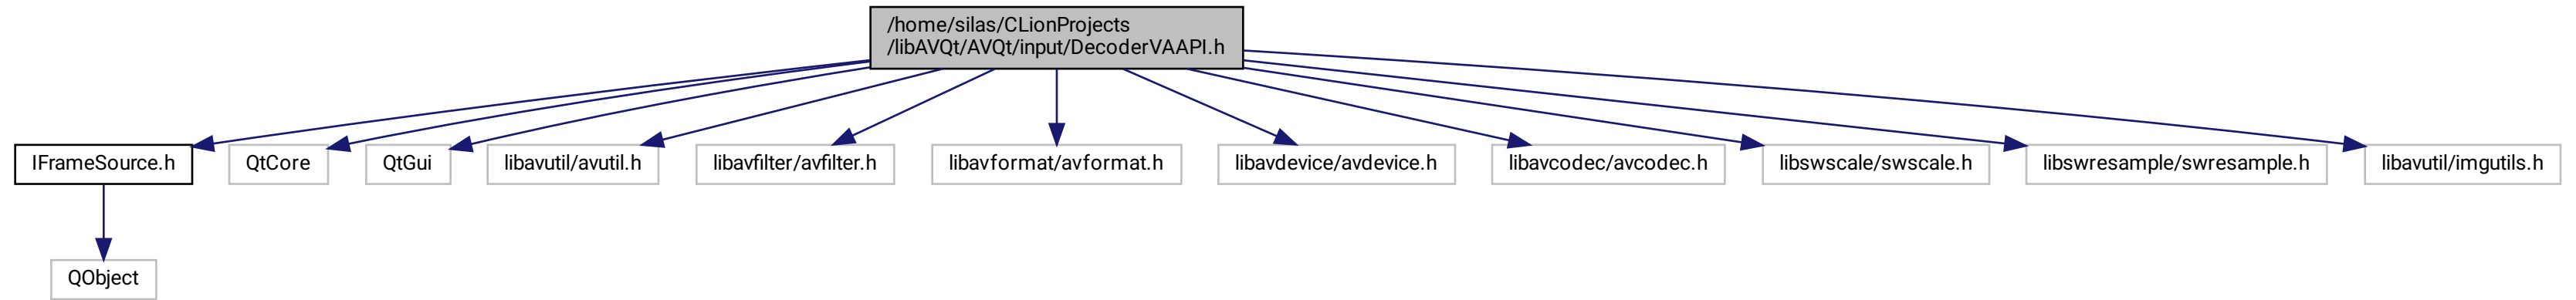 /home/silas/CLionProjects
/libAVQt/AVQt/input/DecoderVAAPI.h
IFrameSource.h
QtCore
QtGui
libavutil/avutil.h
libavfilter/avfilter.h
libavformat/avformat.h
libavdevice/avdevice.h
libavcodec/avcodec.h
libswscale/swscale.h
libswresample/swresample.h
libavutil/imgutils.h
QObject